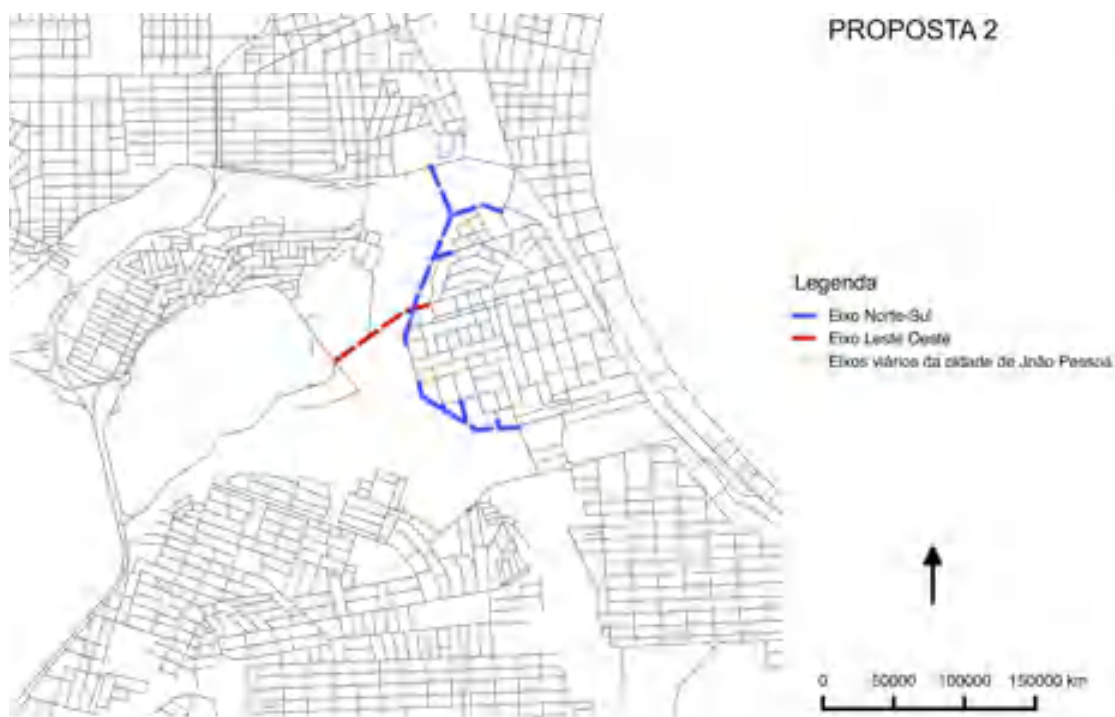 PROPOSTA 2
Legenda
Eixo Norte-Sul
Eixo Leste Oeste
Eixos viários da cidade de João Pessoa
0 50000 100000 150000 km